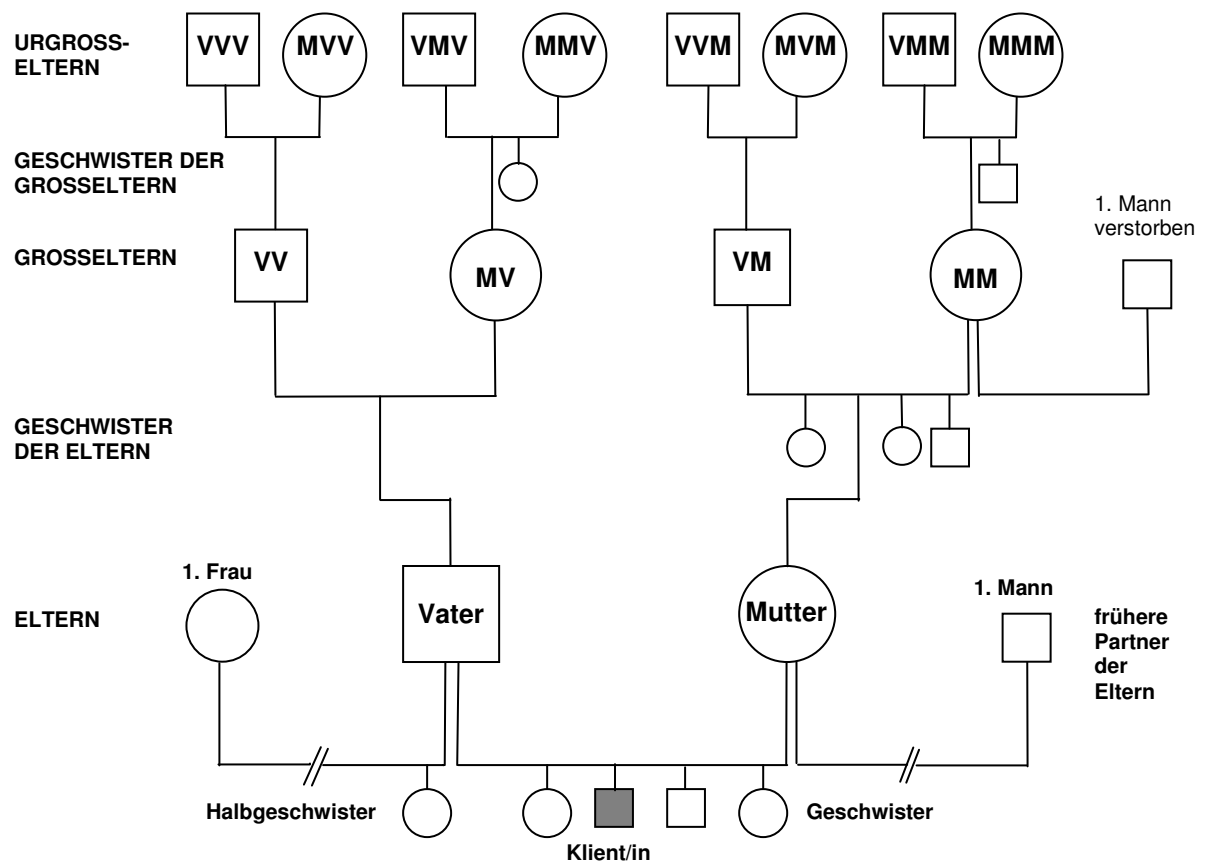 URGROSS-
ELTERN
VVV MVV VMV MMV VVM MVM VMM MMM
GESCHWISTER DER
GROSSELTERN
1. Mann
verstorben
GROSSELTERN
VV MV VM MM
GESCHWISTER
DER ELTERN
1. Frau
1. Mann
ELTERN
Vater
Mutter
frühere
Partner
der
Eltern
Halbgeschwister
Geschwister
Klient/in